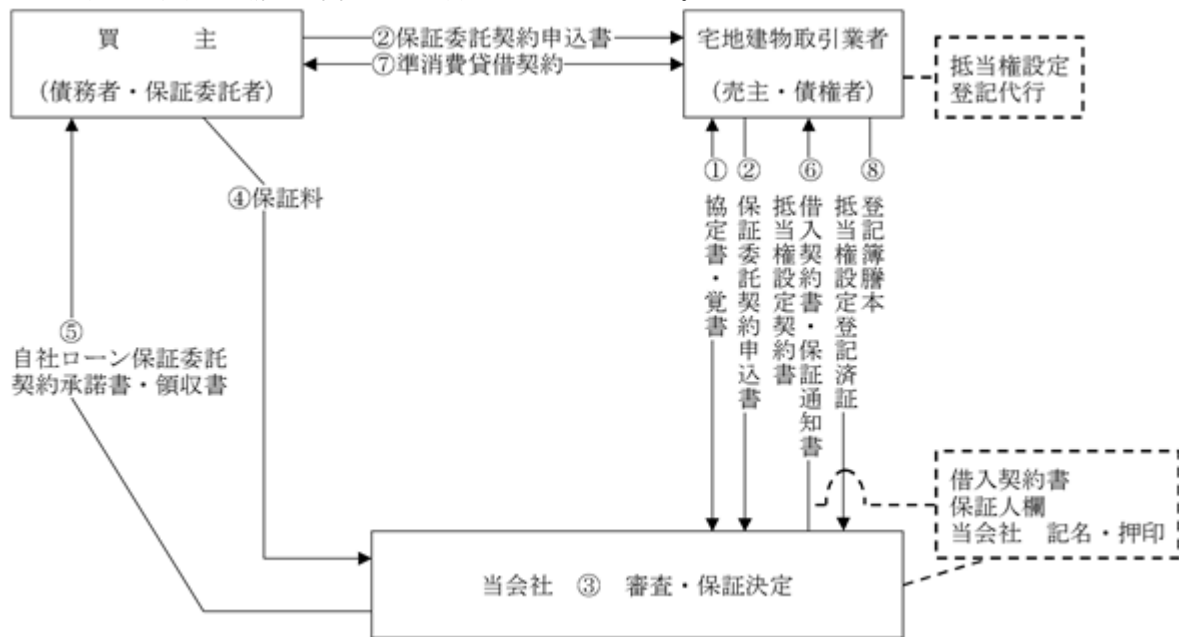 買　　　主
(債務者・保証委託者)
②保証委託契約申込書
⑦準消費貸借契約
宅地建物取引業者
(売主・債権者)
抵当権設定
登記代行
④保証料
⑤
自社ローン保証委託
契約承諾書・領収書
①協定書・覚書
②保証委託契約申込書
⑥借入契約書・保証通知書
抵当権設定契約書
⑧登記簿謄本
抵当権設定登記済証
借入契約書
保証人欄
当会社　記名・押印
当会社　③　審査・保証決定